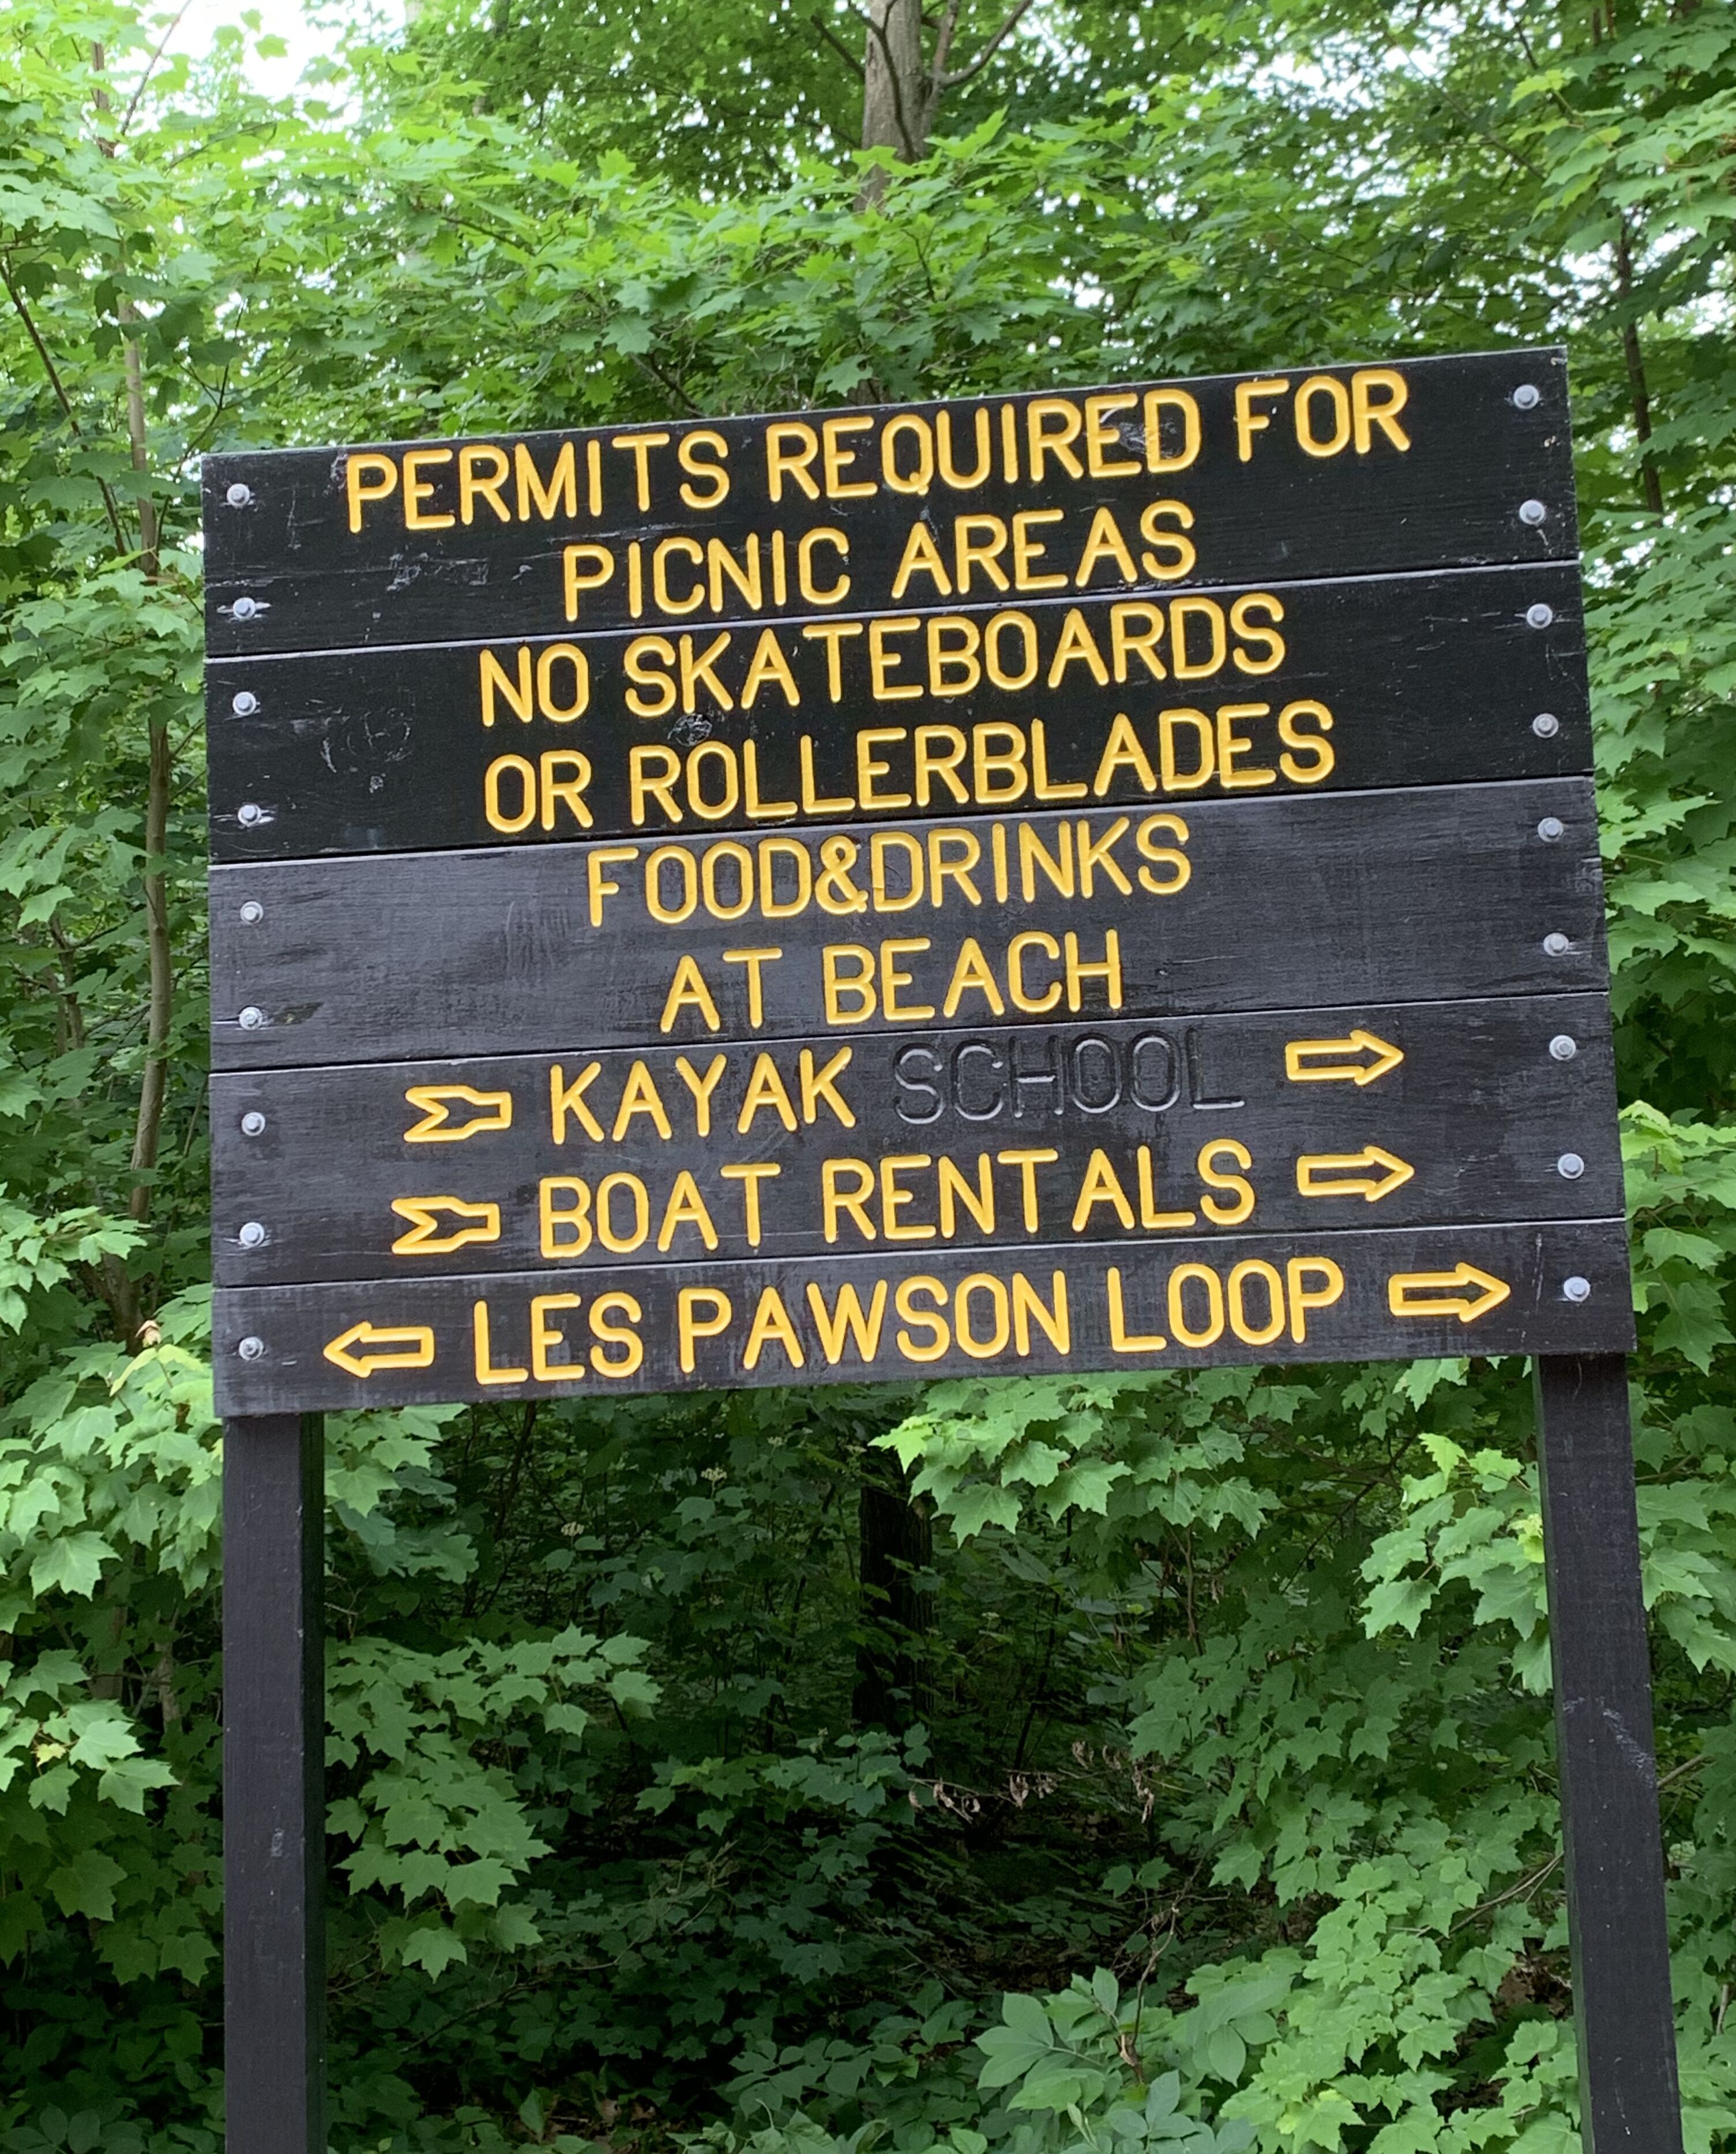 PERMITS REQUIRED FOR
PICNIC AREAS
NO SKATEBOARDS
OR ROLLERBLADES
FOOD&DRINKS
AT BEACH
KAYAK SCHOOL
BOAT RENTALS
LES PAWSON LOOP